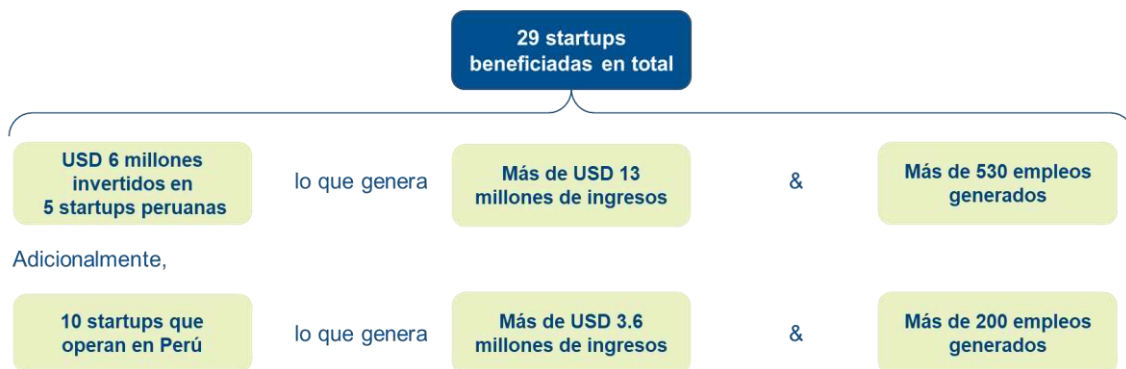 29 startups
beneficiadas en total
USD 6 millones
invertidos en
5 startups peruanas
lo que genera
Más de USD 13
millones de ingresos
&
Más de 530 empleos
generados
Adicionalmente,
10 startups que
operan en Perú
lo que genera
Más de USD 3.6
millones de ingresos
&
Más de 200 empleos
generados